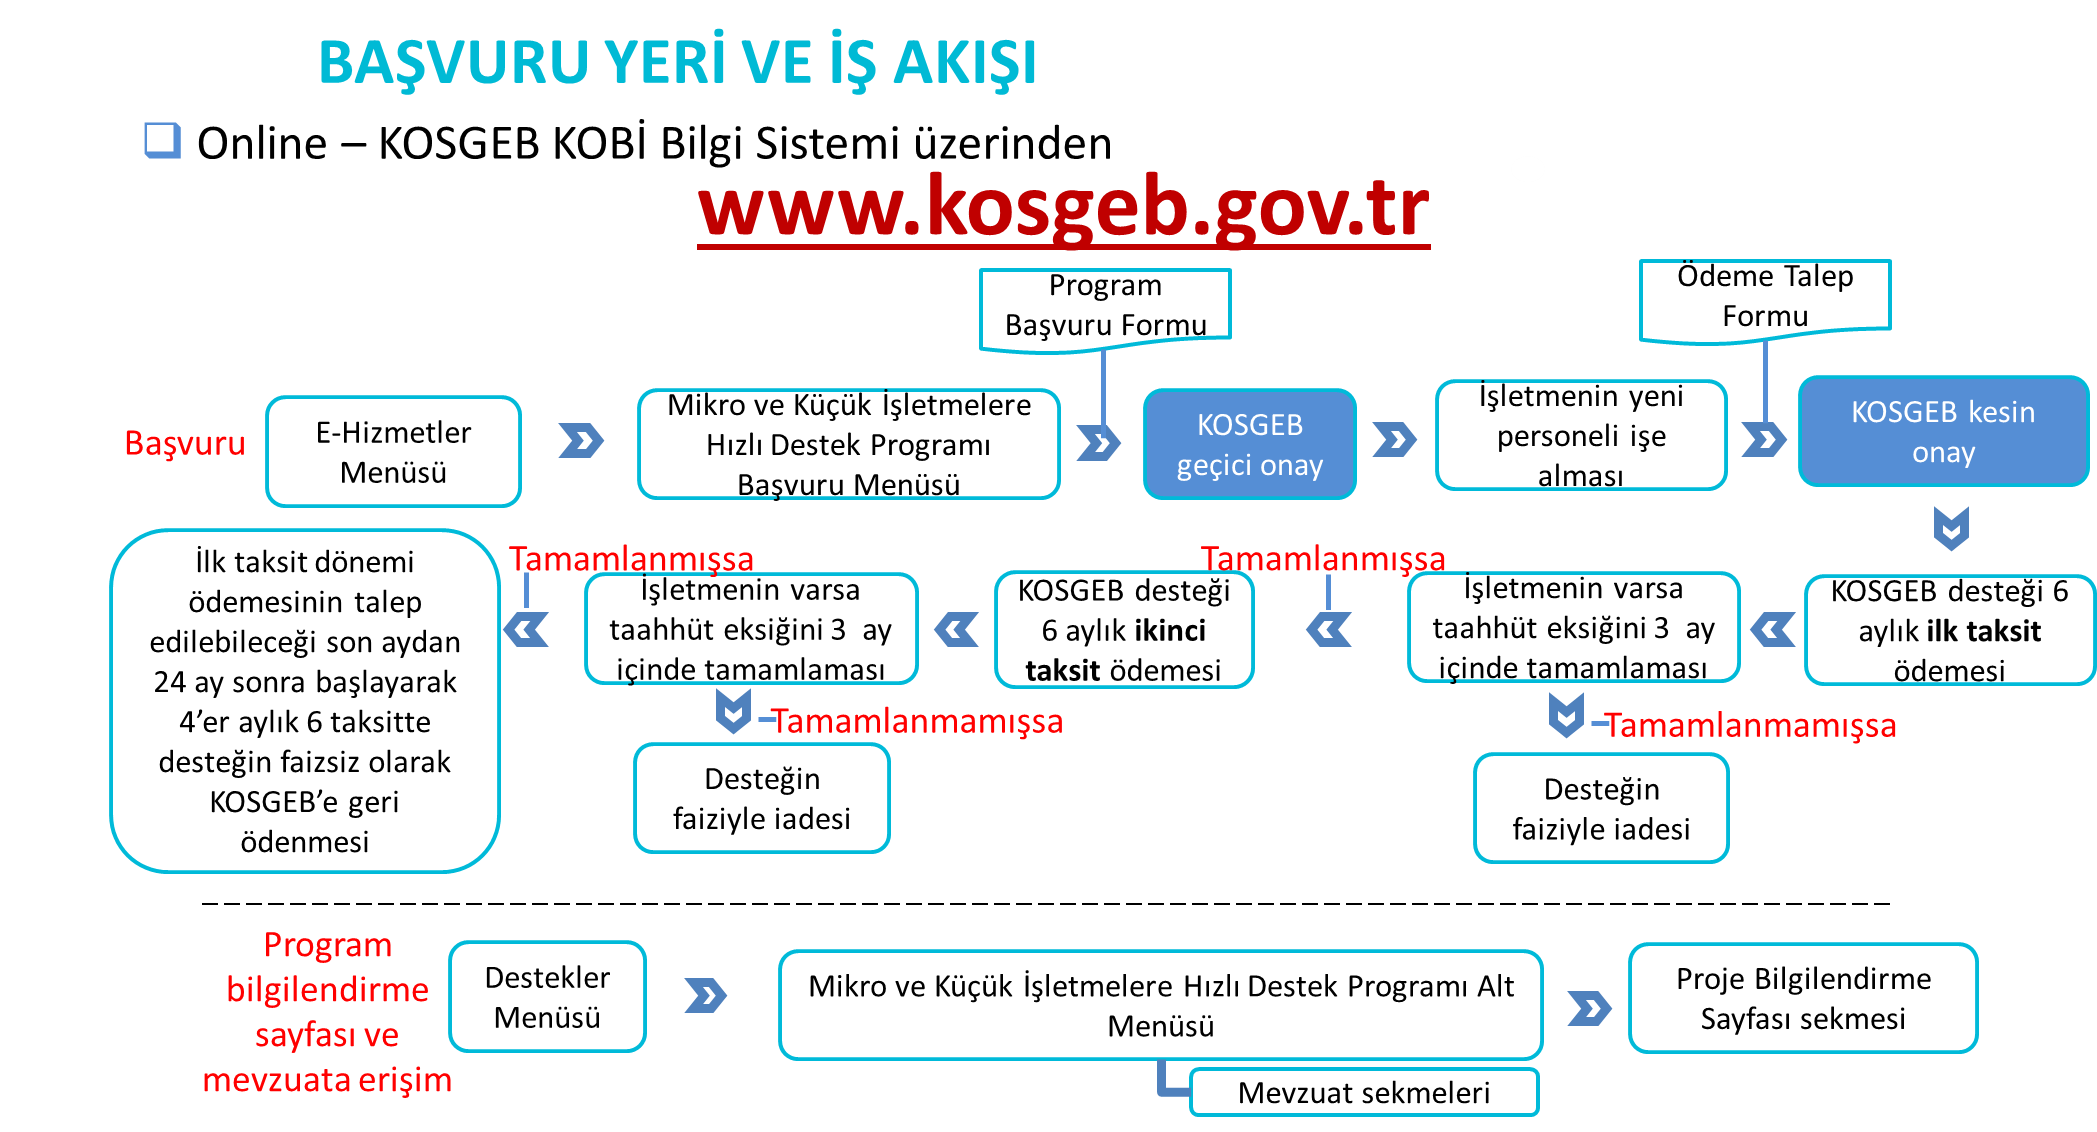 BAŞVURU YERİ VE İŞ AKIŞI
Online – KOSGEB KOBİ Bilgi Sistemi üzerinden
www.kosgeb.gov.tr
Program
Başvuru Formu
Ödeme Talep
Formu
Başvuru
E-Hizmetler
Menüsü
Mikro ve Küçük İşletmelere
Hızlı Destek Programı
Başvuru Menüsü
KOSGEB
geçici onay
İşletmenin yeni
personeli işe
alması
KOSGEB kesin
onay
KOSGEB desteği 6
aylık ilk taksit
ödemesi
İşletmenin varsa
taahhüt eksiğini 3 ay
içinde tamamlaması
Tamamlanmışsa
Tamamlanmamışsa
Desteğin
faiziyle iadesi
KOSGEB desteği
6 aylık ikinci
taksit ödemesi
İşletmenin varsa
taahhüt eksiğini 3 ay
içinde tamamlaması
Tamamlanmışsa
Tamamlanmamışsa
Desteğin
faiziyle iadesi
İlk taksit dönemi
ödemesinin talep
edilebileceği son aydan
24 ay sonra başlayarak
4’er aylık 6 taksitte
desteğin faizsiz olarak
KOSGEB’e geri
ödenmesi
Program
bilgilendirme
sayfası ve
mevzuata erişim
Destekler
Menüsü
Mikro ve Küçük İşletmelere Hızlı Destek Programı Alt
Menüsü
Mevzuat sekmeleri
Proje Bilgilendirme
Sayfası sekmesi